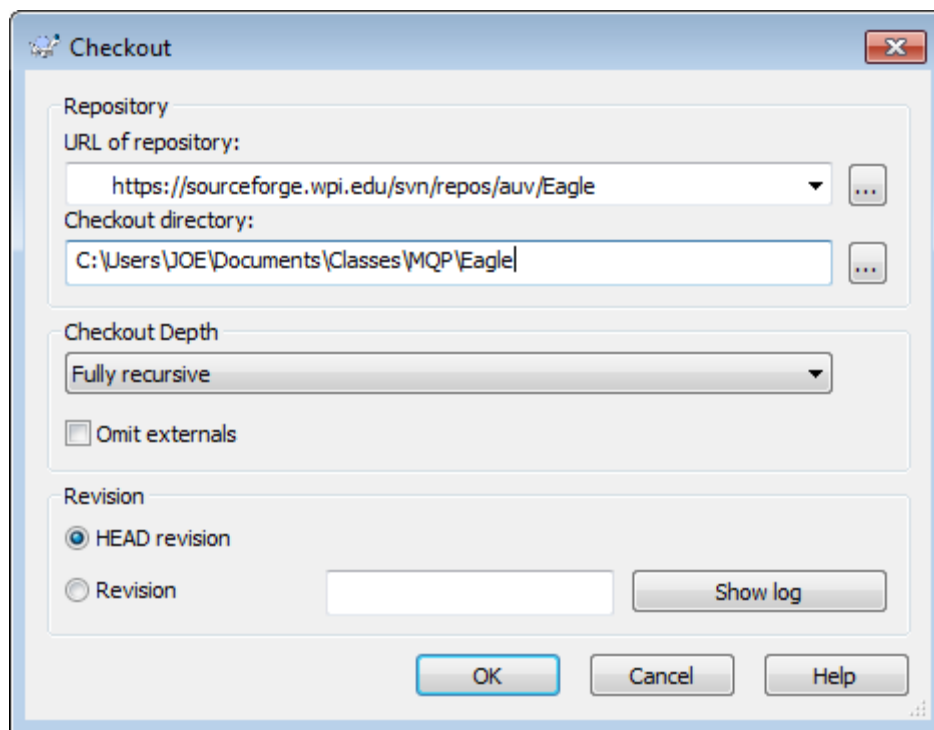 Checkout
Repository
URL of repository:
https://sourceforge.wpi.edu/svn/repos/auv/Eagle
...
Checkout directory:
C:\Users\JOE\Documents\Classes\MQP\Eagle
...
Checkout Depth
Fully recursive
Omit externals
Revision
HEAD revision
Revision
Show log
OK Cancel Help